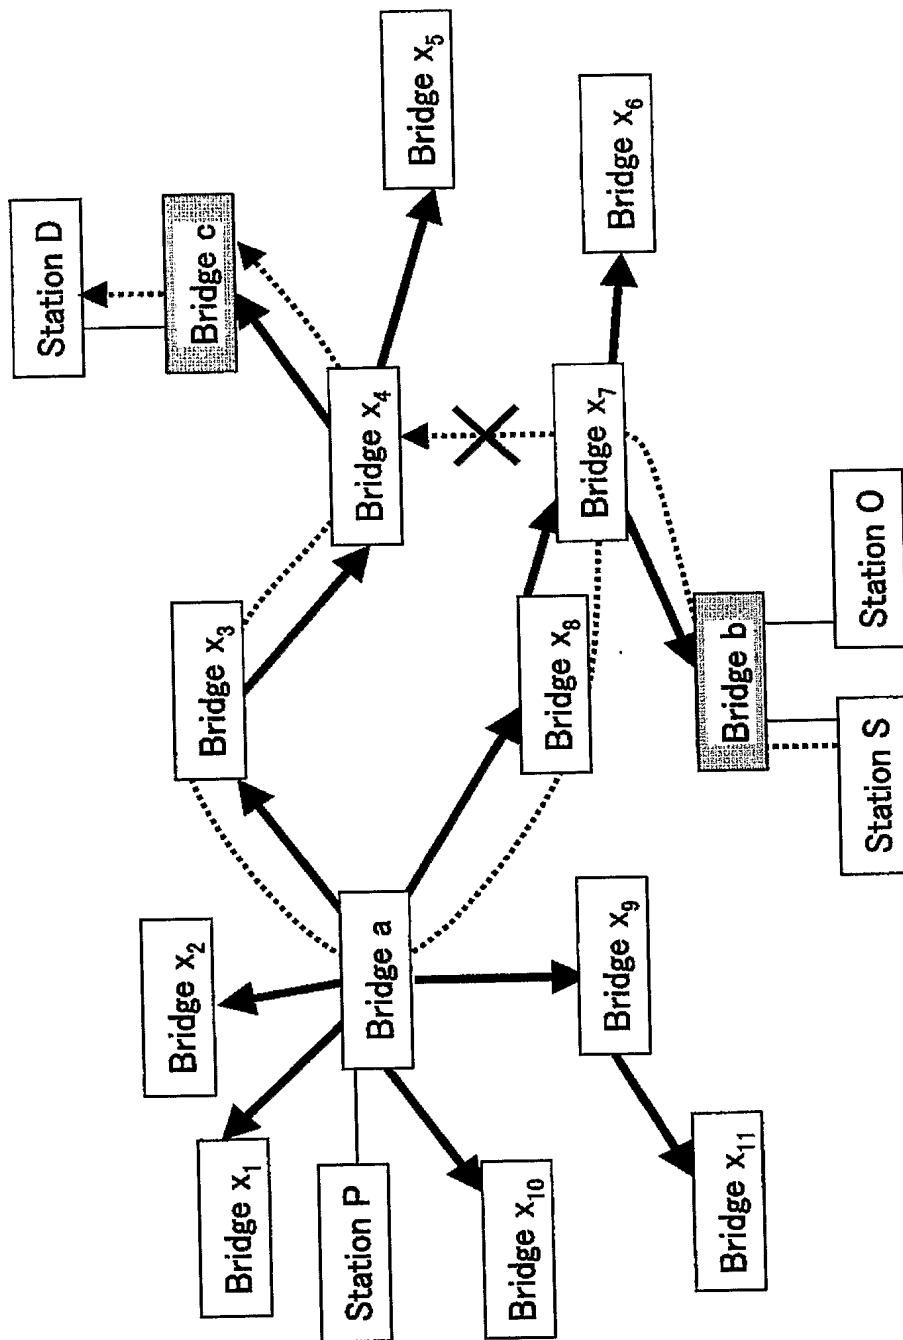 Station D
Bridge c
Bridge x5
Bridge x4
Bridge x6
Bridge x7
Bridge x3
Bridge x8
Bridge b
Station O
Station S
Bridge x2
Bridge a
Bridge x9
Bridge x1
Station P
Bridge x10
Bridge x11